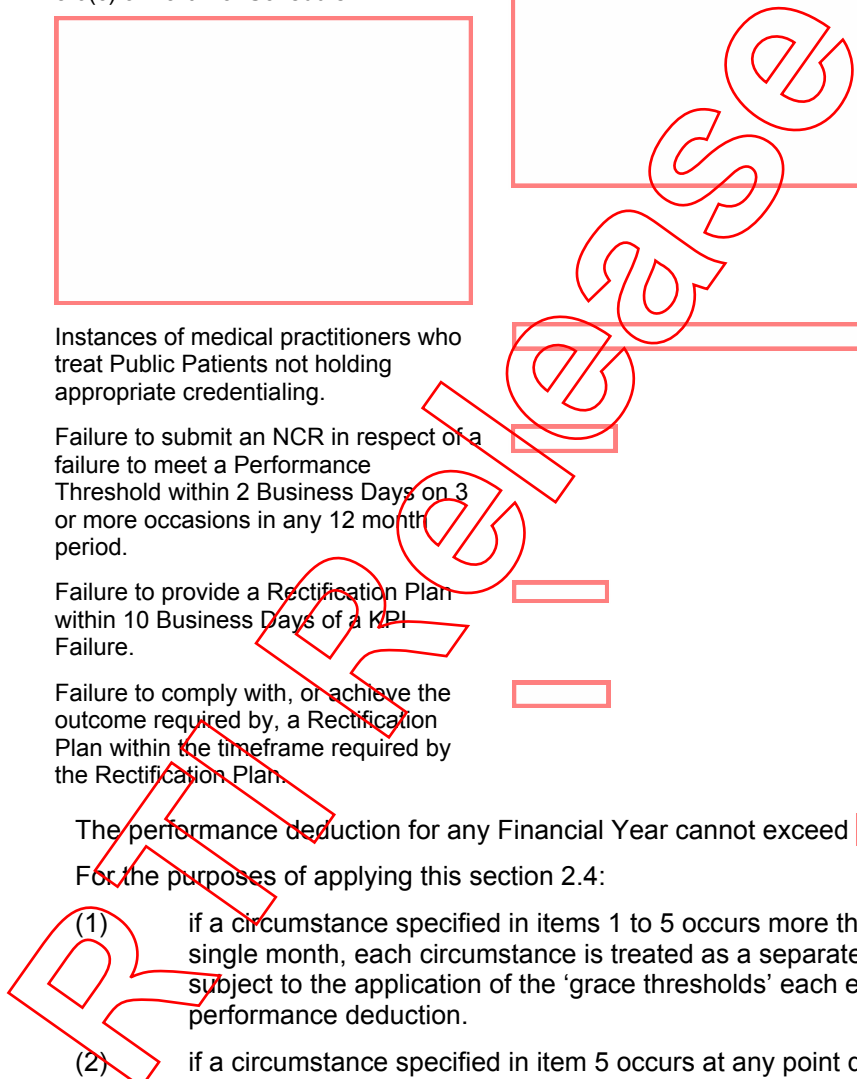 Instances of medical practitioners who
treat Public Patients not holding
appropriate credentialing.
Failure to submit an NCR in respect of a
failure to meet a Performance
Threshold within 2 Business Days on 3
or more occasions in any 12 month
period.
Failure to provide a Rectification Plan
within 10 Business Days of a KPI
Failure.
Failure to comply with, or achieve the
outcome required by, a Rectification
Plan within the timeframe required by
the Rectification Plan.
The performance deduction for any Financial Year cannot exceed
For the purposes of applying this section 2.4:
(1) if a circumstance specified in items 1 to 5 occurs more
single month, each circumstance is treated as a separate
subject to the application of the 'grace thresholds' each
performance deduction.
(2) if a circumstance specified in item 5 occurs at any point
RTI Release